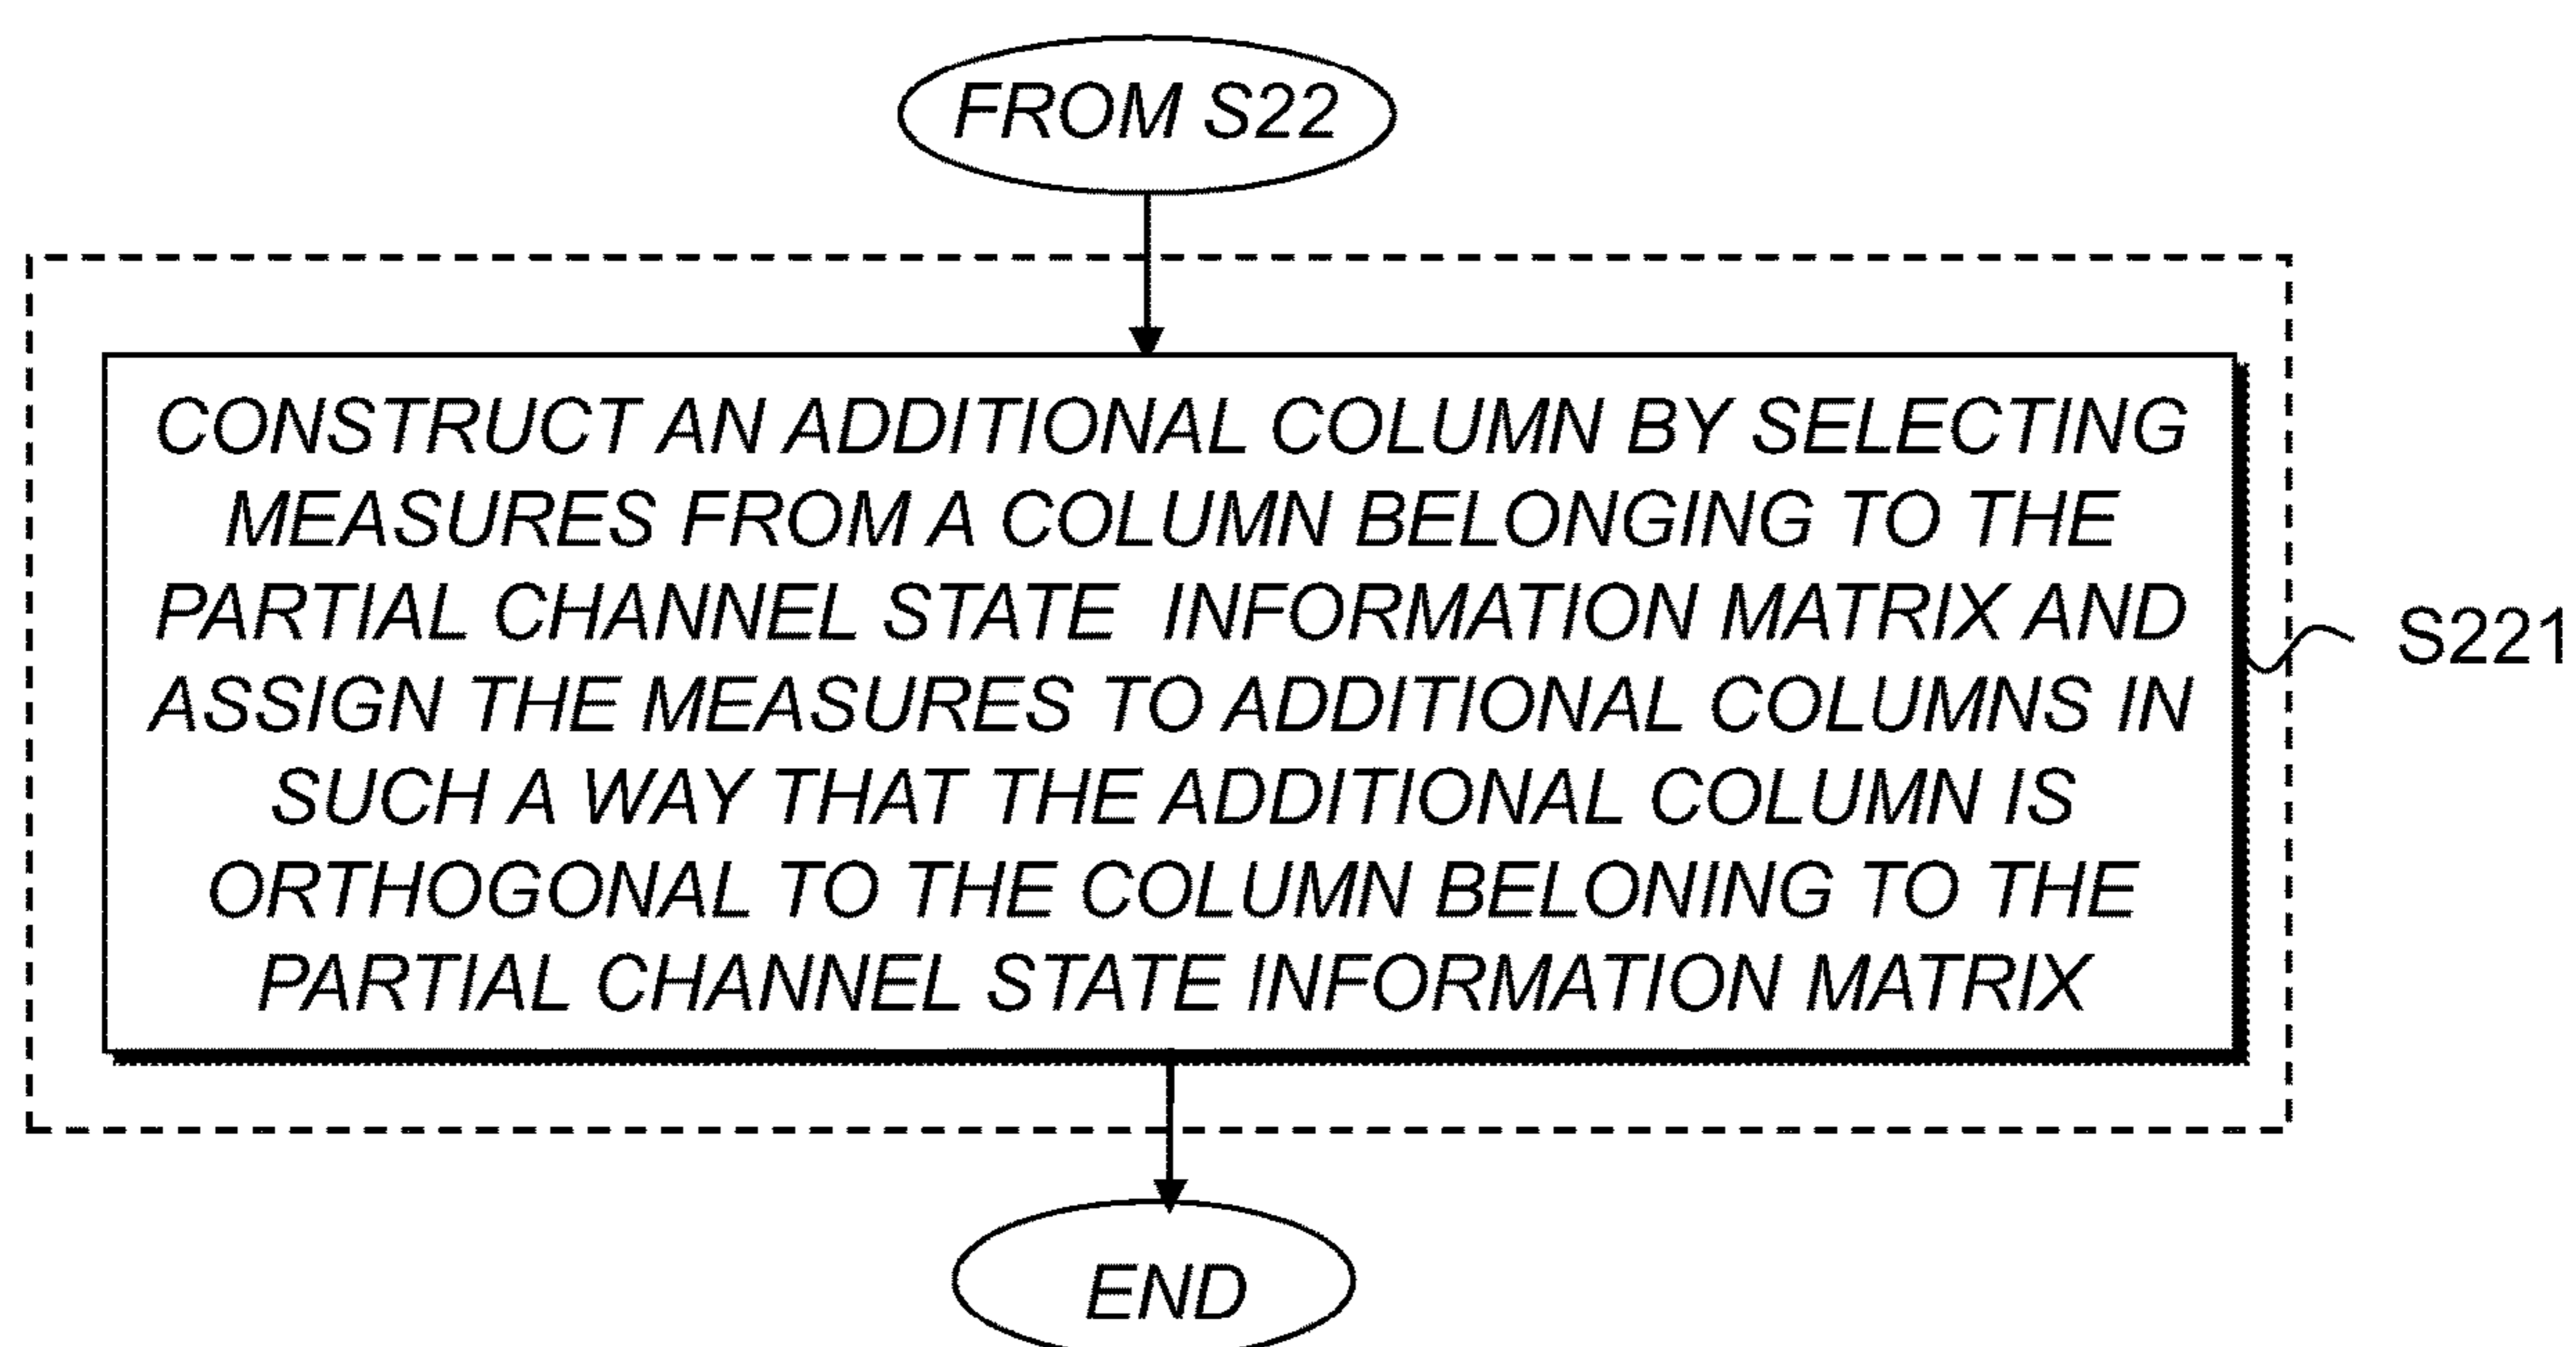 FROM S22
CONSTRUCT AN ADDITIONAL COLUMN BY SELECTING
MEASURES FROM A COLUMN BELONGING TO THE
PARTIAL CHANNEL STATE INFORMATION MATRIX AND
ASSIGN THE MEASURES TO ADDITIONAL COLUMNS IN
SUCH A WAY THAT THE ADDITIONAL COLUMN IS
ORTHOGONAL TO THE COLUMN BELONING TO THE
PARTIAL CHANNEL STATE INFORMATION MATRIX
S221
END